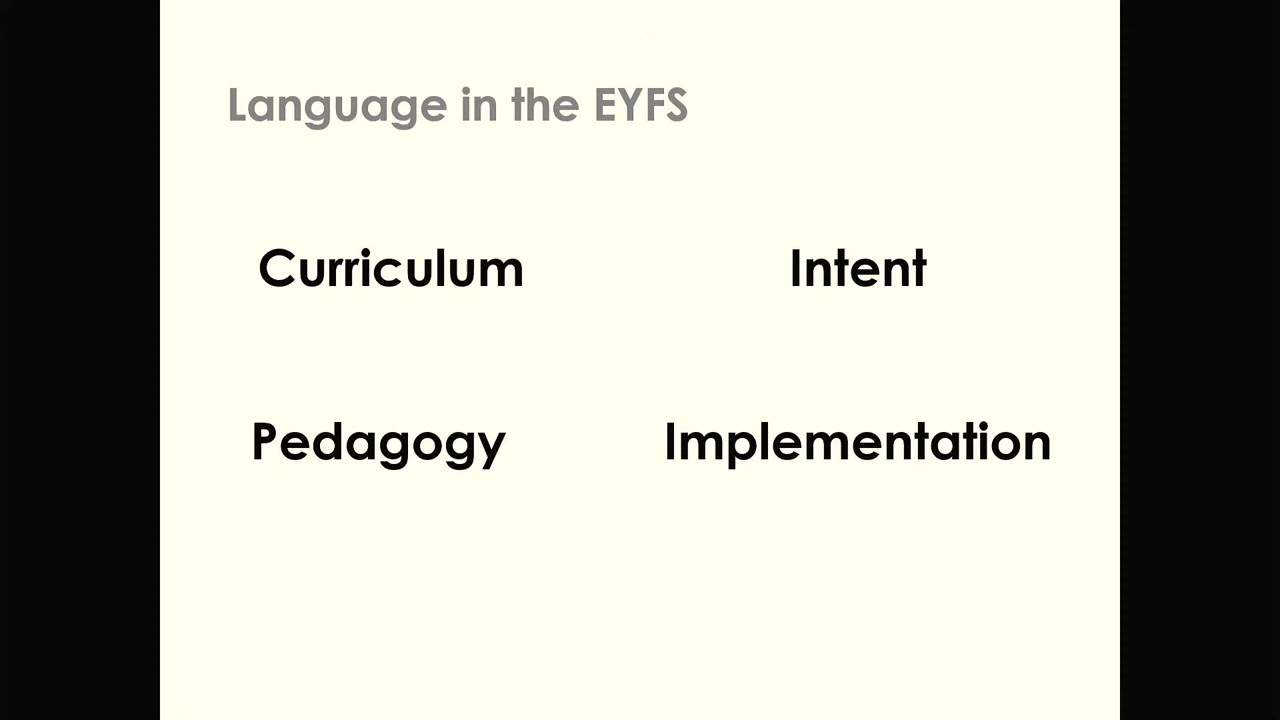 Language in the EYFS
Curriculum Intent
Pedagogy Implementation